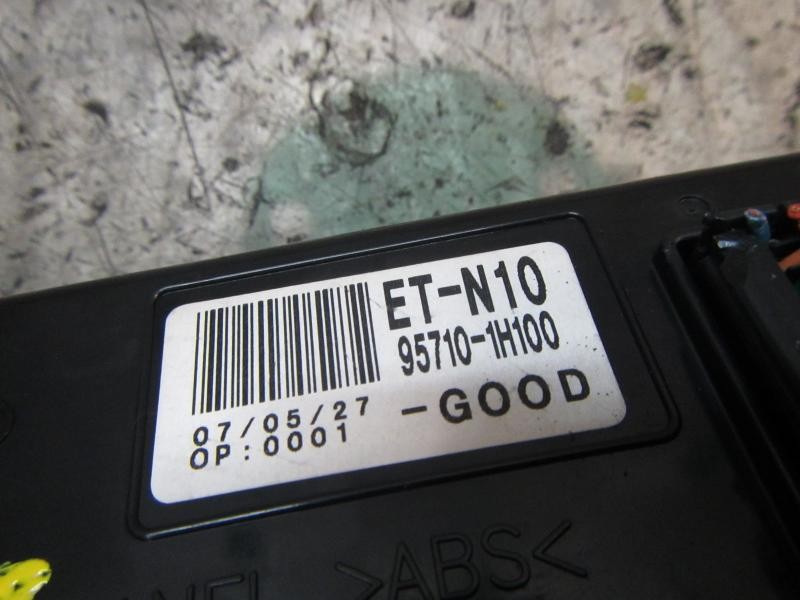 ET-N10
95710-1H100
07/05/27 -GOOD
OP:0001
>ABS<